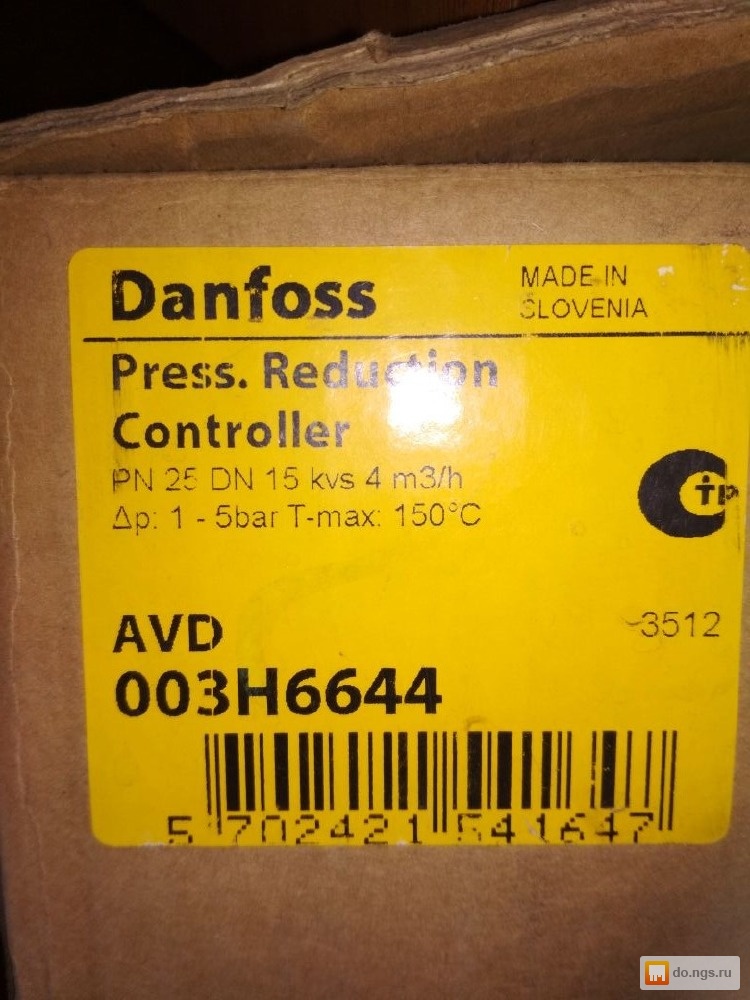 Danfoss
MADE IN
SLOVENIA
Press. Reduction
Controller
PN 25 DN 15 kvs 4 m3/h
Δp: 1 - 5bar T-max: 150°C
AVD
3512
003H6644
5 702421 541647
do.ngs.ru